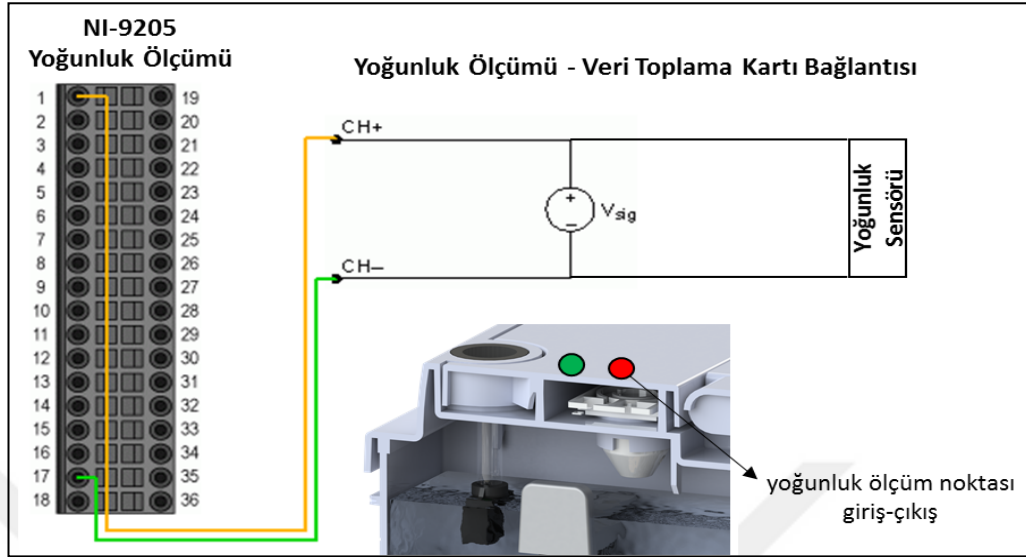 NI-9205
Yoğunluk Ölçümü
Yoğunluk Ölçümü - Veri Toplama Kartı Bağlantısı
1 19
2 20
3 21
4 22
5 23
6 24
7 25
8 26
9 27
10 28
11 29
12 30
13 31
14 32
15 33
16 34
17 35
18 36
CH+
+
Vsig
–
CH–
Yoğunluk
Sensörü
yoğunluk ölçüm noktası
giriş-çıkış